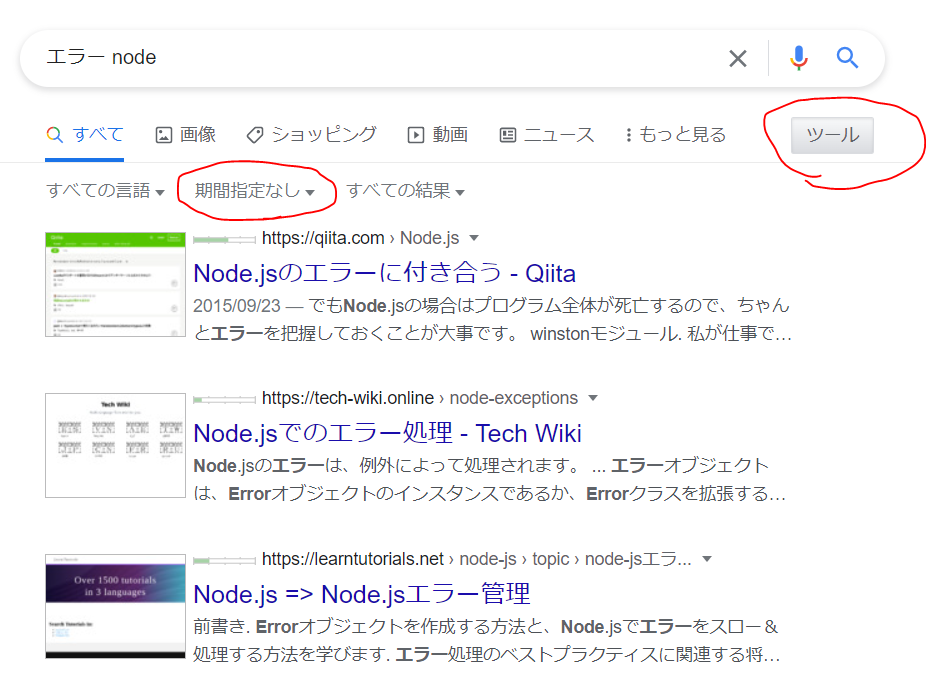 エラー node
すべて 画像 ショッピング 動画 ニュース もっと見る ツール
すべての言語 期間指定なし すべての結果
https://qiita.com › Node.js
Node.jsのエラーに付き合う - Qiita
2015/09/23 — でもNode.jsの場合はプログラム全体が死亡するので、ちゃん
とエラーを把握しておくことが大事です。 winstonモジュール. 私が仕事で…
https://tech-wiki.online › node-exceptions
Tech Wiki
Node.jsでのエラー処理 - Tech Wiki
Node.jsのエラーは、例外によって処理されます。 ... エラーオブジェクト
は、Errorオブジェクトのインスタンスであるか、Errorクラスを拡張する…
https://learntutorials.net › node-js › topic › node-jsエラ...
Over 1500 tutorials
in 3 languages
Node.js => Node.jsエラー管理
前書き. Errorオブジェクトを作成する方法と、Node.jsでエラーをスロー＆
処理する方法を学びます. エラー処理のベストプラクティスに関連する将…